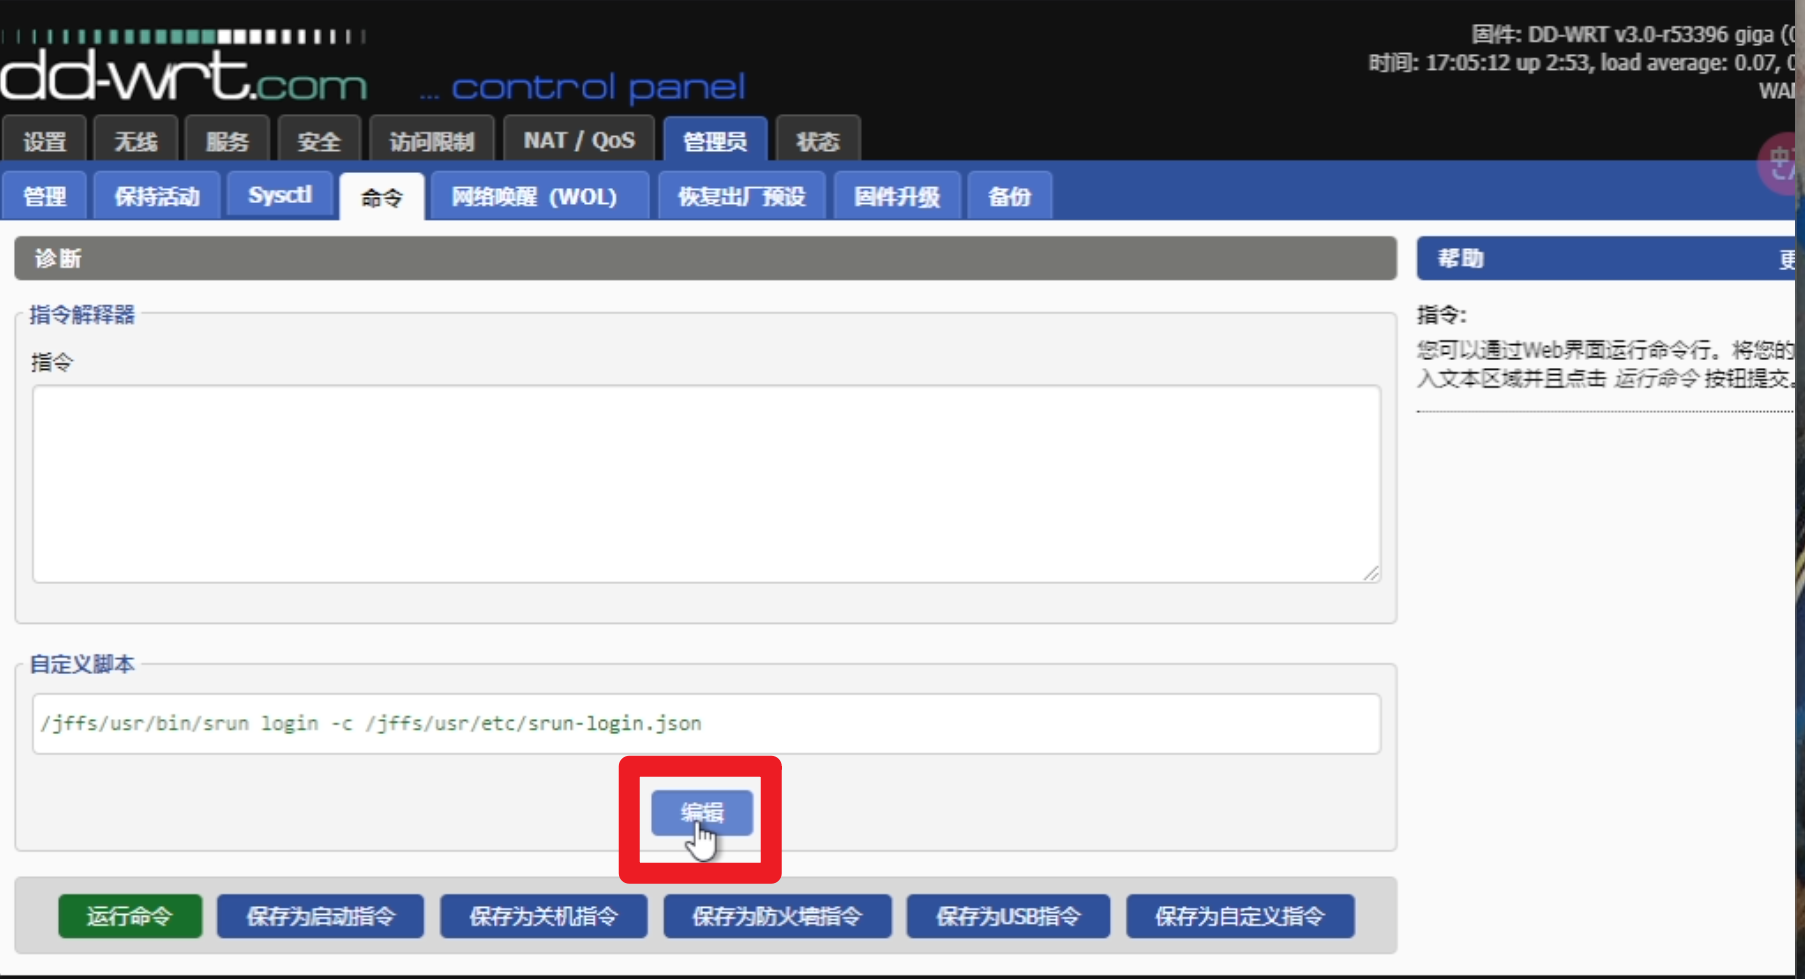 dd-wrt.com ... control panel
固件: DD-WRT v3.0-r53396 giga (0
时间: 17:05:12 up 2:53, load average: 0.07, 0
WAN
设置 无线 服务 安全 访问限制 NAT / QoS 管理员 状态
管理 保持活动 Sysctl 命令 网络唤醒 (WOL) 恢复出厂预设 固件升级 备份
诊断
指令解释器
指令
自定义脚本
/jffs/usr/bin/srun login -c /jffs/usr/etc/srun-login.json
编辑
运行命令 保存为启动指令 保存为关机指令 保存为防火墙指令 保存为USB指令 保存为自定义指令
帮助 更
指令:
您可以通过Web界面运行命令行。将您的
入文本区域并且点击 运行命令 按钮提交。